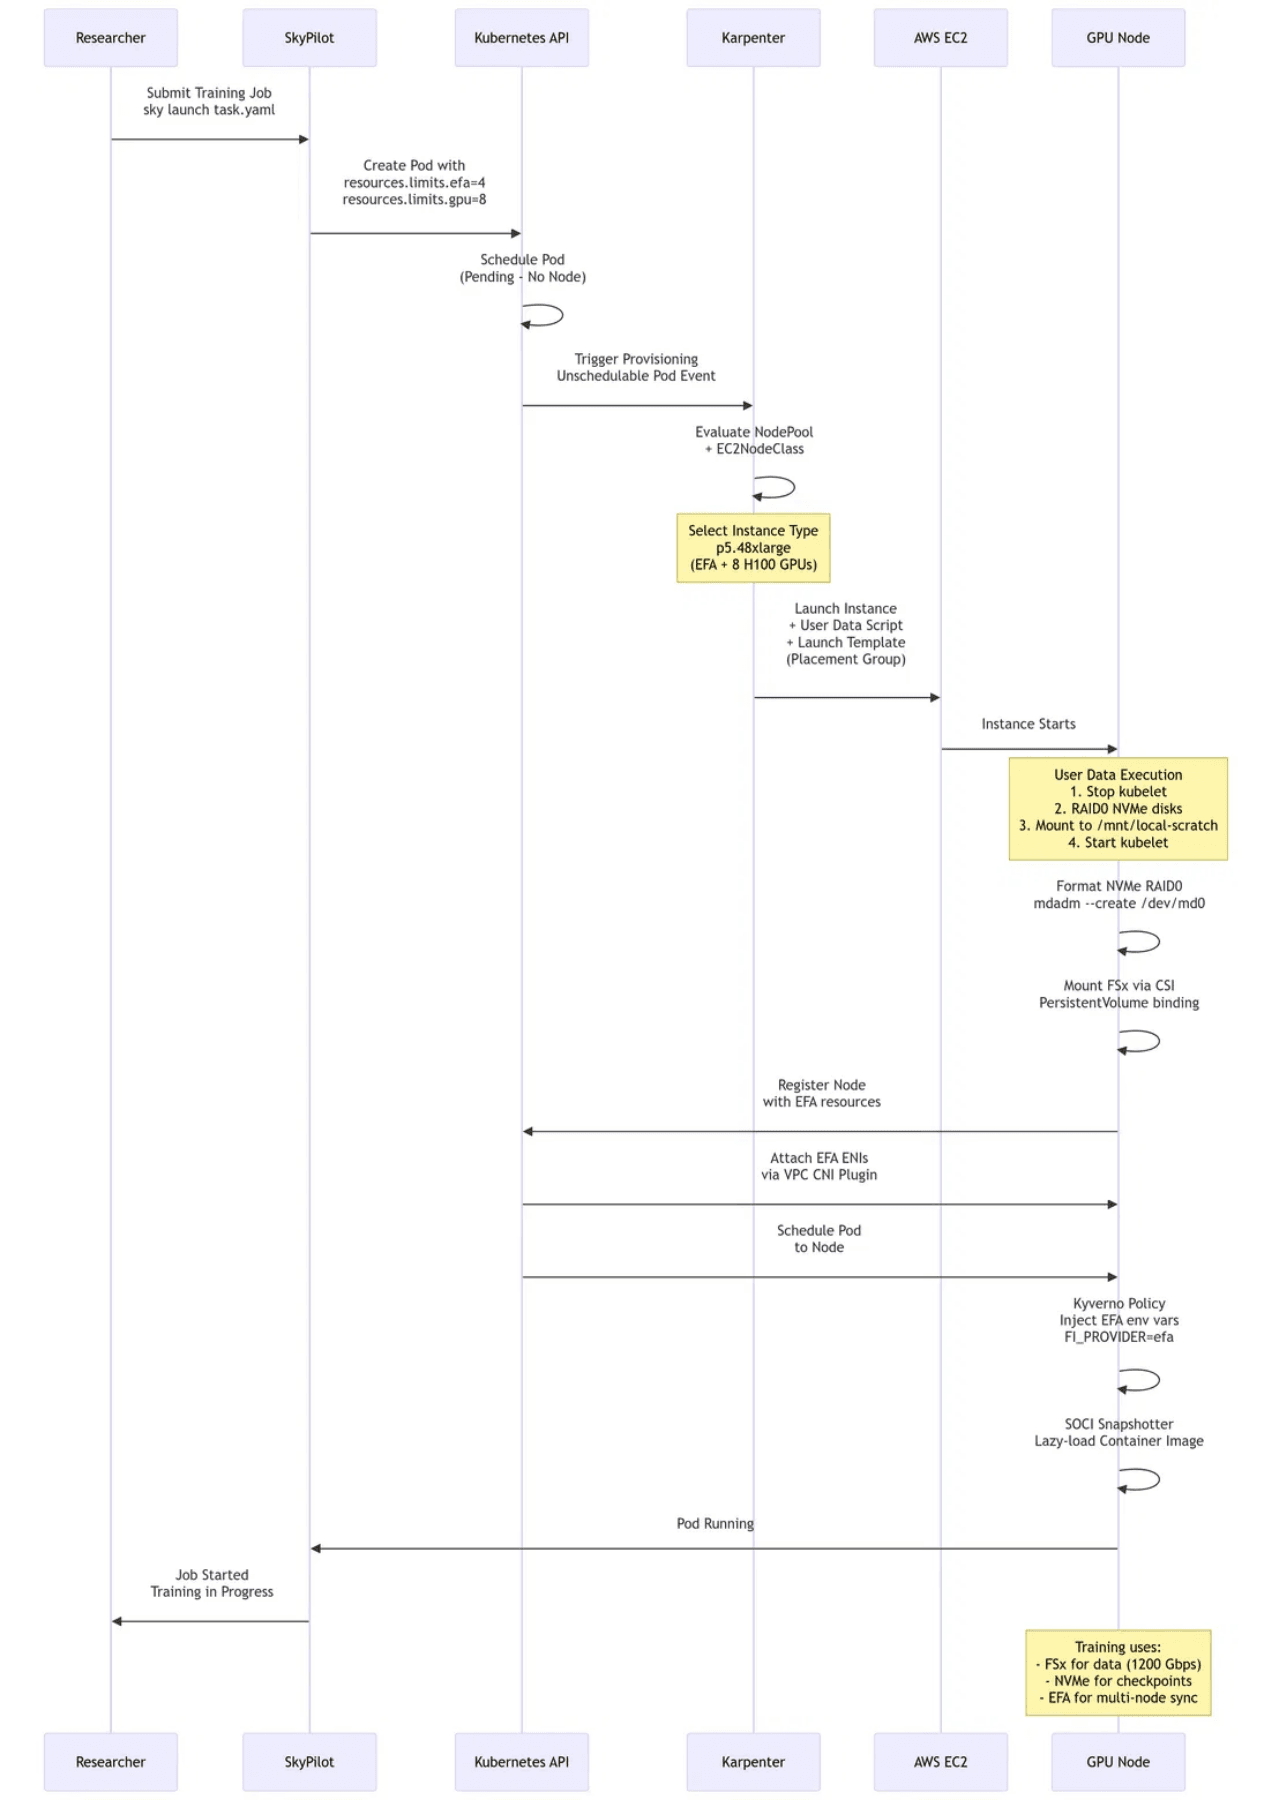 Researcher
SkyPilot
Kubernetes API
Karpenter
AWS EC2
GPU Node
Submit Training Job
sky launch task.yaml
Create Pod with
resources.limits.efa=4
resources.limits.gpu=8
Schedule Pod
(Pending - No Node)
Trigger Provisioning
Unschedulable Pod Event
Evaluate NodePool
+ EC2NodeClass
Select Instance Type
p5.48xlarge
(EFA + 8 H100 GPUs)
Launch Instance
+ User Data Script
+ Launch Template
(Placement Group)
Instance Starts
User Data Execution
1. Stop kubelet
2. RAID0 NVMe disks
3. Mount to /mnt/local-scratch
4. Start kubelet
Format NVMe RAID0
mdadm --create /dev/md0
Mount FSx via CSI
PersistentVolume binding
Register Node
with EFA resources
Attach EFA ENIs
via VPC CNI Plugin
Schedule Pod
to Node
Kyverno Policy
Inject EFA env vars
FI_PROVIDER=efa
SOCI Snapshotter
Lazy-load Container Image
Pod Running
Job Started
Training in Progress
Training uses:
- FSx for data (1200 Gbps)
- NVMe for checkpoints
- EFA for multi-node sync
Researcher
SkyPilot
Kubernetes API
Karpenter
AWS EC2
GPU Node